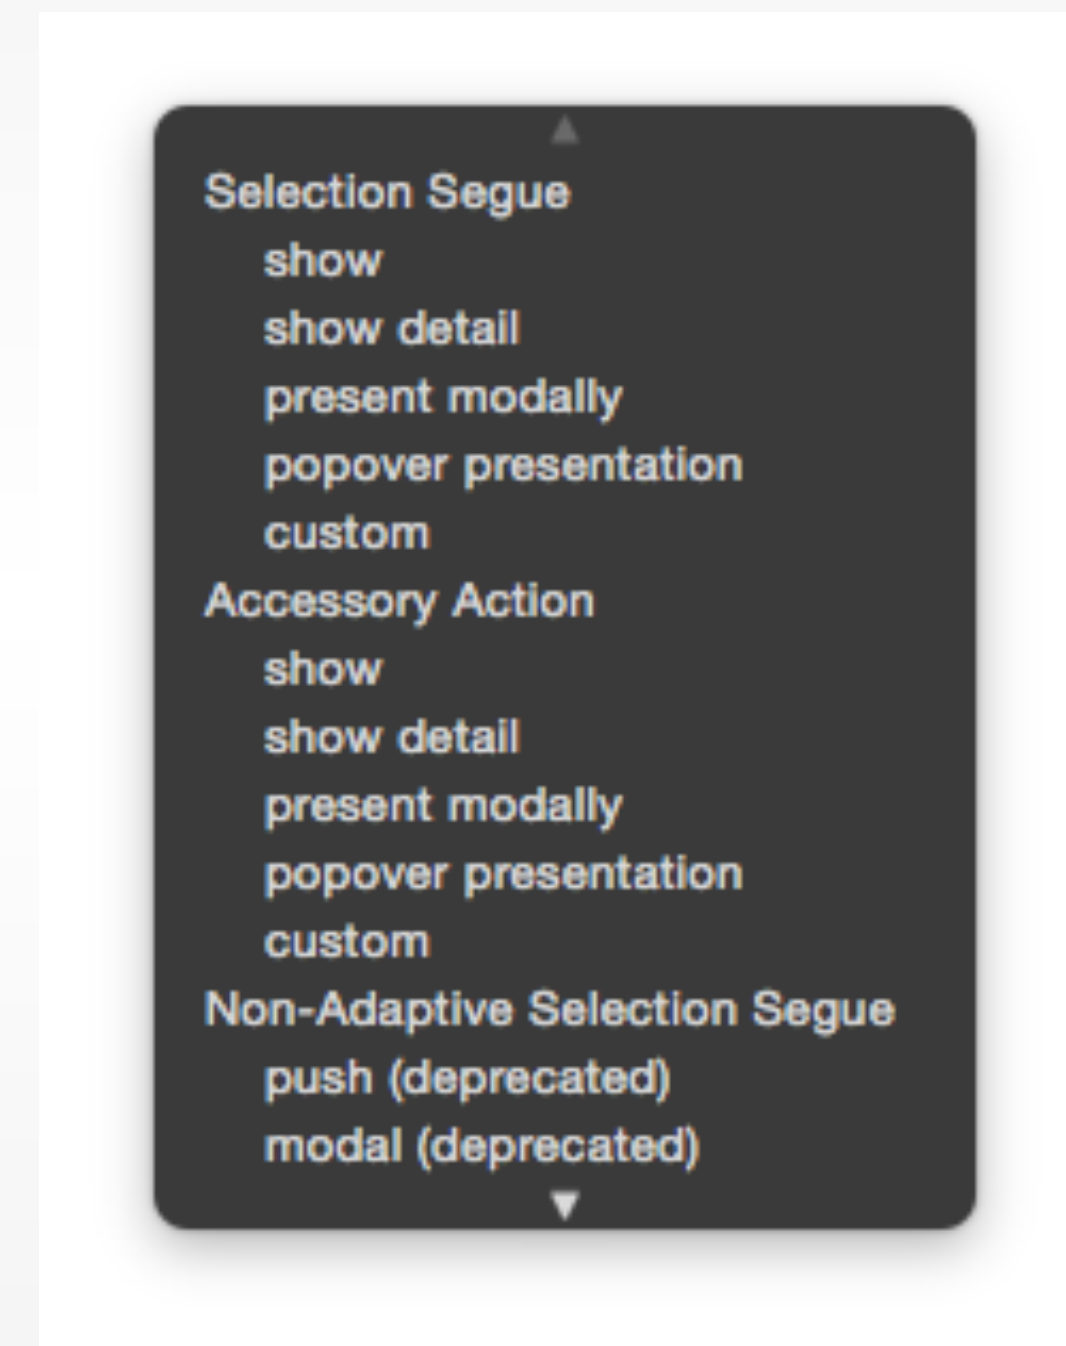 Selection Segue
show
show detail
present modally
popover presentation
custom
Accessory Action
show
show detail
present modally
popover presentation
custom
Non-Adaptive Selection Segue
push (deprecated)
modal (deprecated)